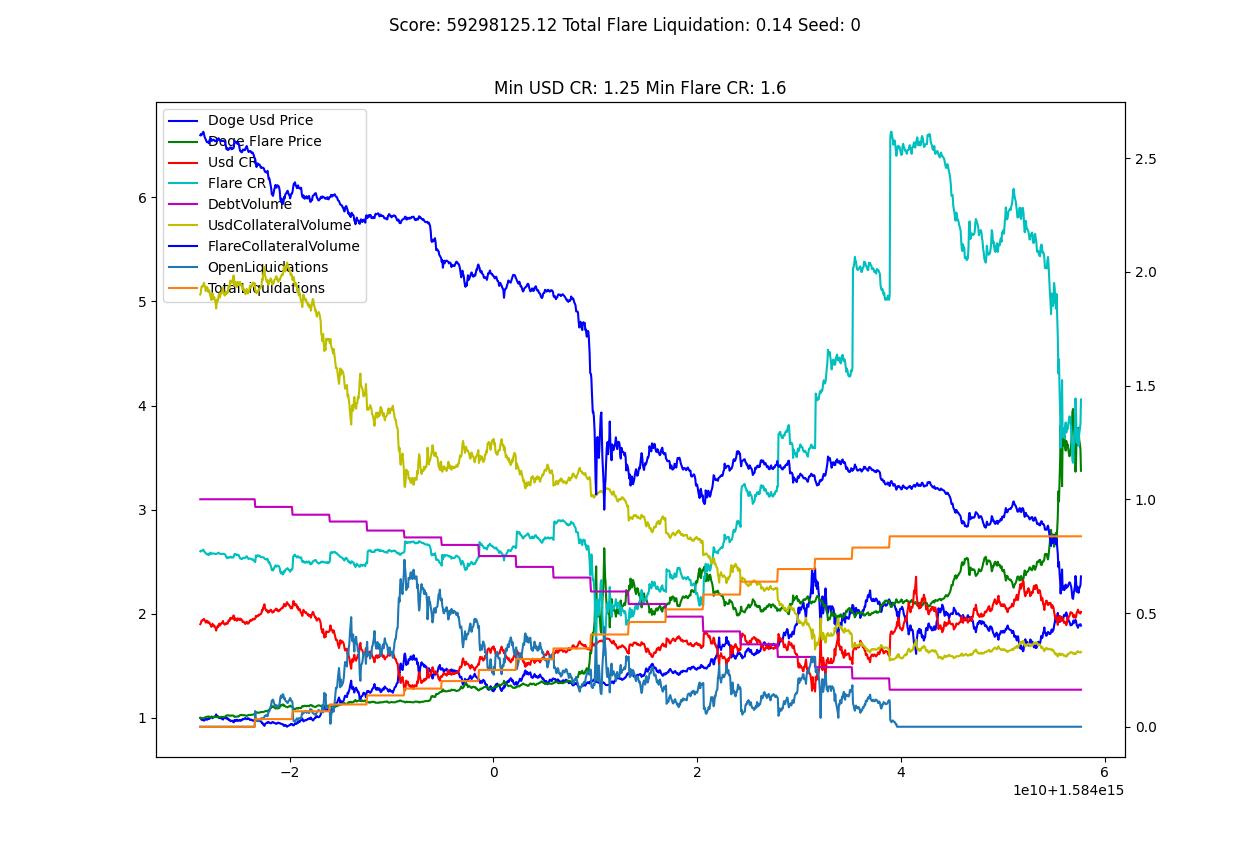 Score: 59298125.12 Total Flare Liquidation: 0.14 Seed: 0
Min USD CR: 1.25 Min Flare CR: 1.6
Doge Usd Price
Doge Flare Price
Usd CR
Flare CR
DebtVolume
UsdCollateralVolume
FlareCollateralVolume
OpenLiquidations
TotalLiquidations
6
5
4
3
2
1
2.5
2.0
1.5
1.0
0.5
0.0
−2
0
2
4
6
1e10+1.584e15